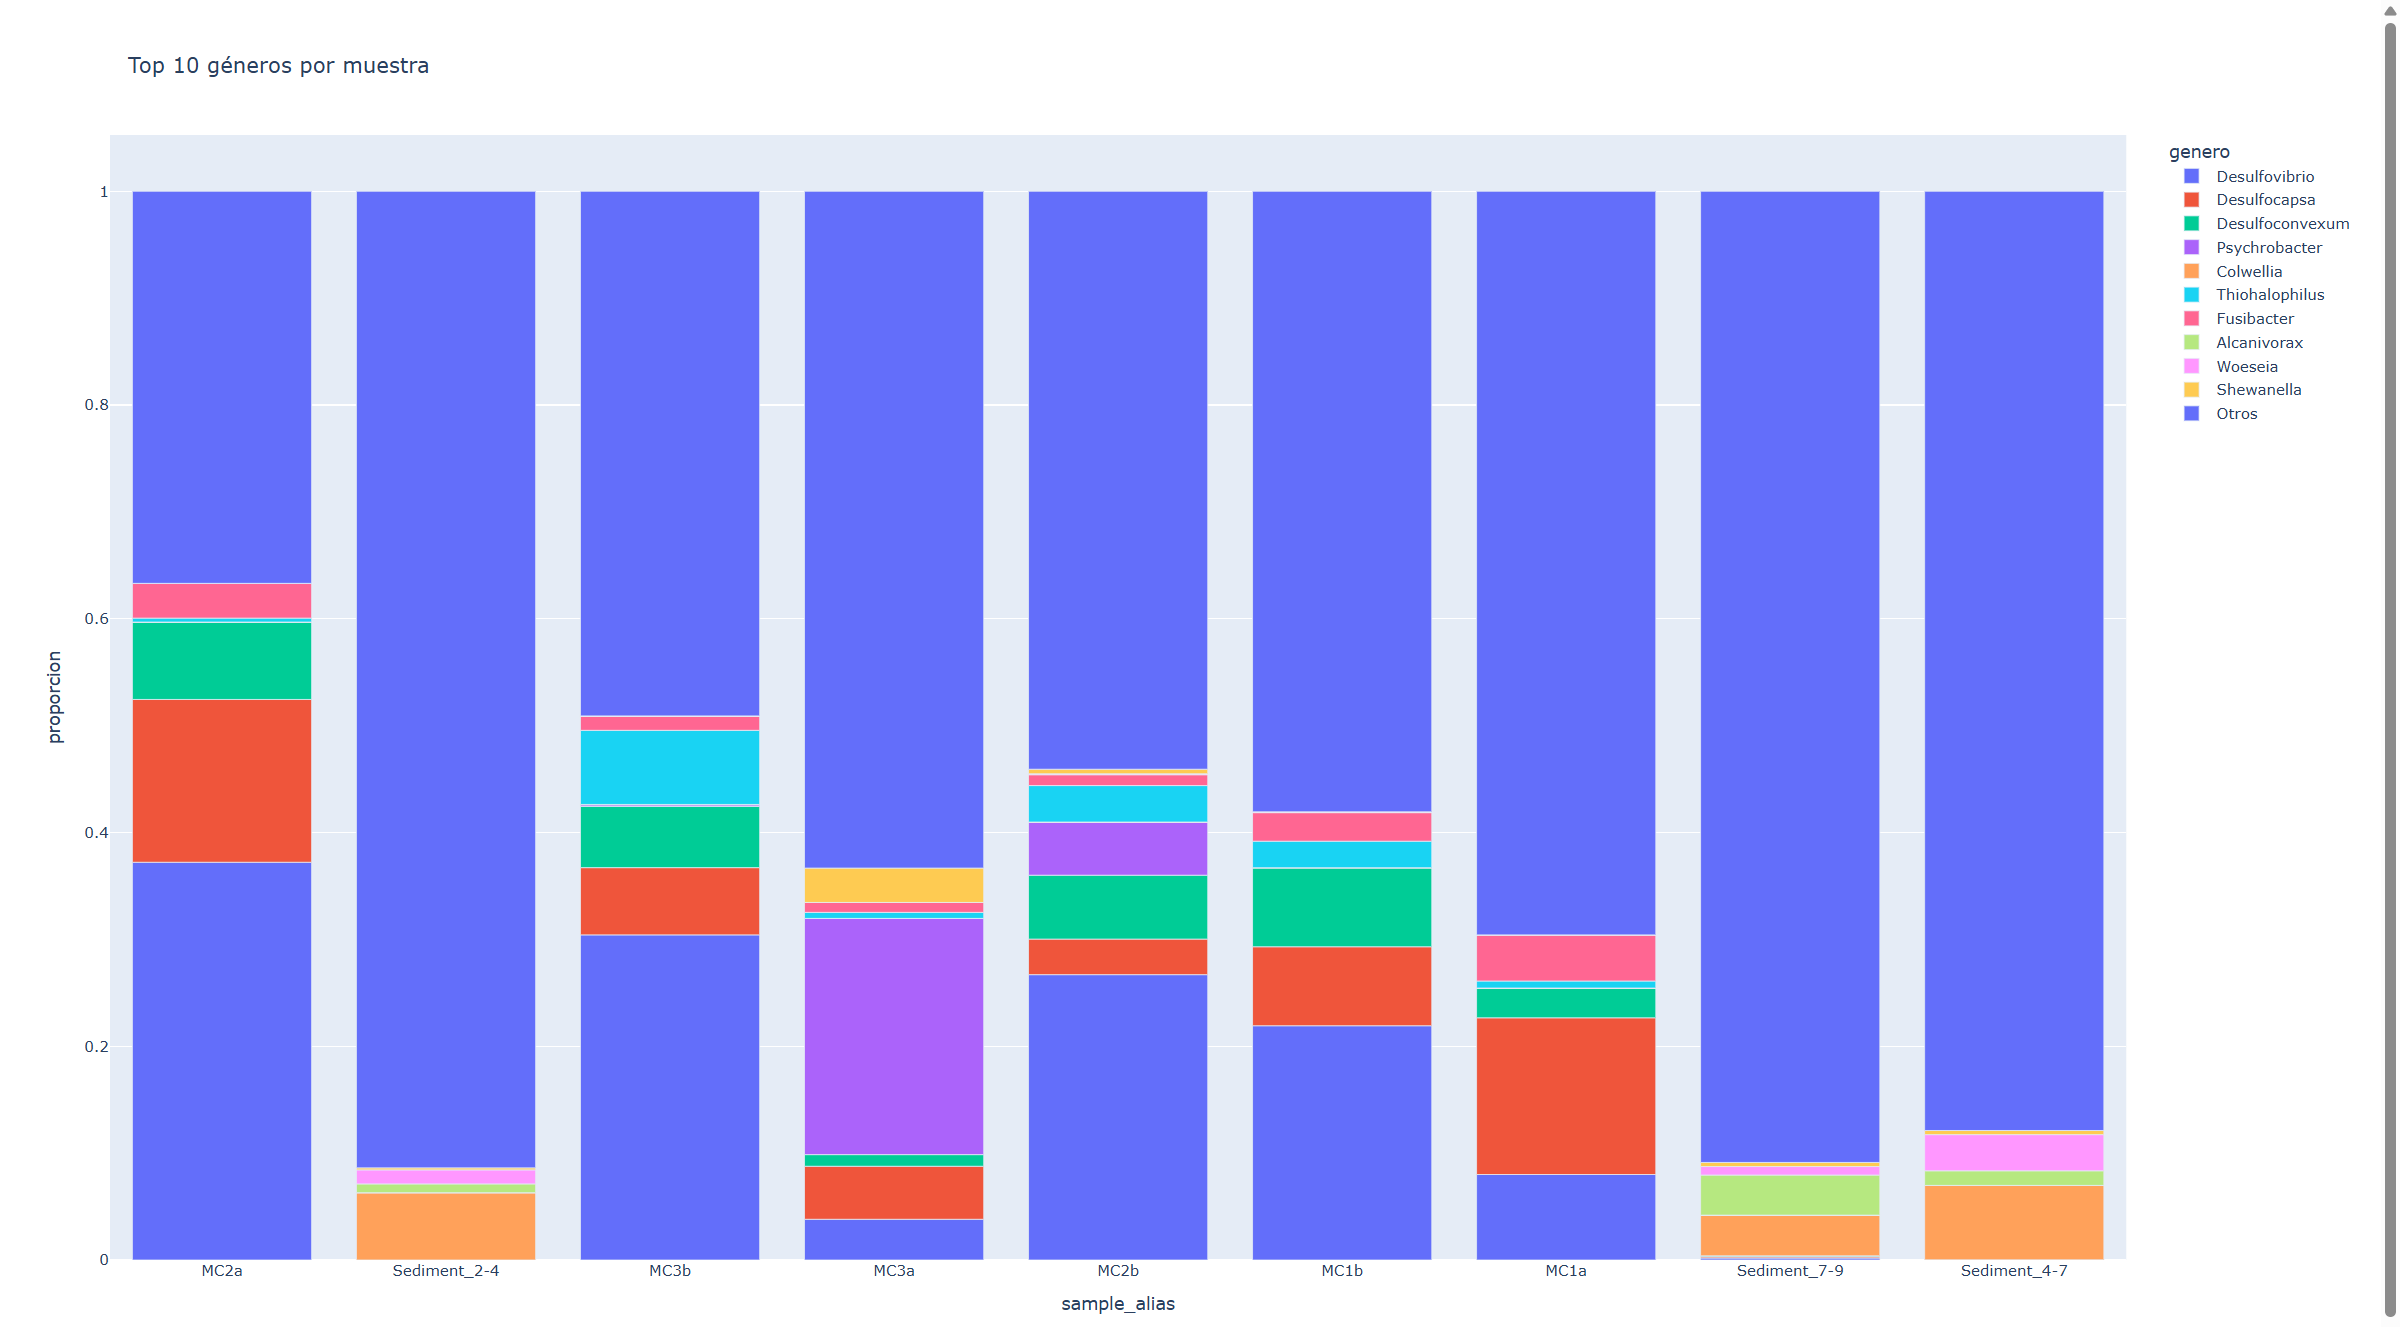 Top 10 géneros por muestra
genero
Desulfovibrio
Desulfocapsa
Desulfoconvexum
Psychrobacter
Colwellia
Thiohalophilus
Fusibacter
Alcanivorax
Woeseia
Shewanella
Otros
proporcion
1
0.8
0.6
0.4
0.2
0
MC2a
Sediment_2-4
MC3b
MC3a
MC2b
MC1b
MC1a
Sediment_7-9
Sediment_4-7
sample_alias